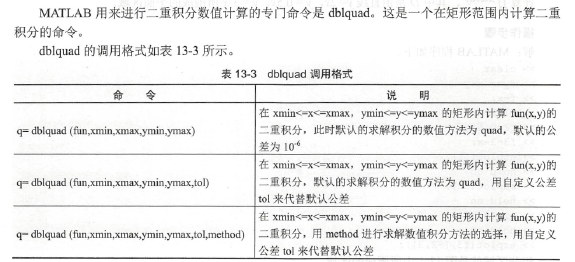 MATLAB 用来进行二重积分数值计算的专门命令是 dblquad。这是一个在矩形范围内计算二重
积分的命令。
dblquad 的调用格式如表 13-3 所示。
表 13-3 dblquad 调用格式
命 令
说 明
q= dblquad (fun,xmin,xmax,ymin,ymax)
在 xmin<=x<=xmax，ymin<=y<=ymax 的矩形内计算 fun(x,y)的
二重积分，此时默认的求解积分的数值方法为 quad，默认的公
差为 10-6
q= dblquad (fun,xmin,xmax,ymin,ymax,tol)
在 xmin<=x<=xmax，ymin<=y<=ymax 的矩形内计算 fun(x,y)的
二重积分，默认的求解积分的数值方法为 quad，用自定义公差
tol 来代替默认公差
q= dblquad (fun,xmin,xmax,ymin,ymax,tol,method)
在 xmin<=x<=xmax，ymin<=y<=ymax 的矩形内计算 fun(x,y)的
二重积分，用 method 进行求解数值积分方法的选择，用自定义
公差 tol 来代替默认公差